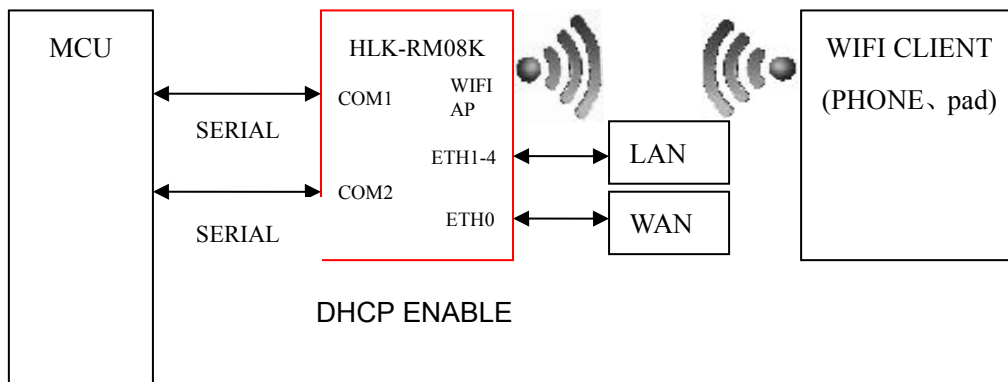 MCU
SERIAL
SERIAL
HLK-RM08K
COM1
WIFI
AP
ETH1-4
COM2
ETH0
LAN
WAN
WIFI CLIENT
(PHONE、pad)
DHCP ENABLE